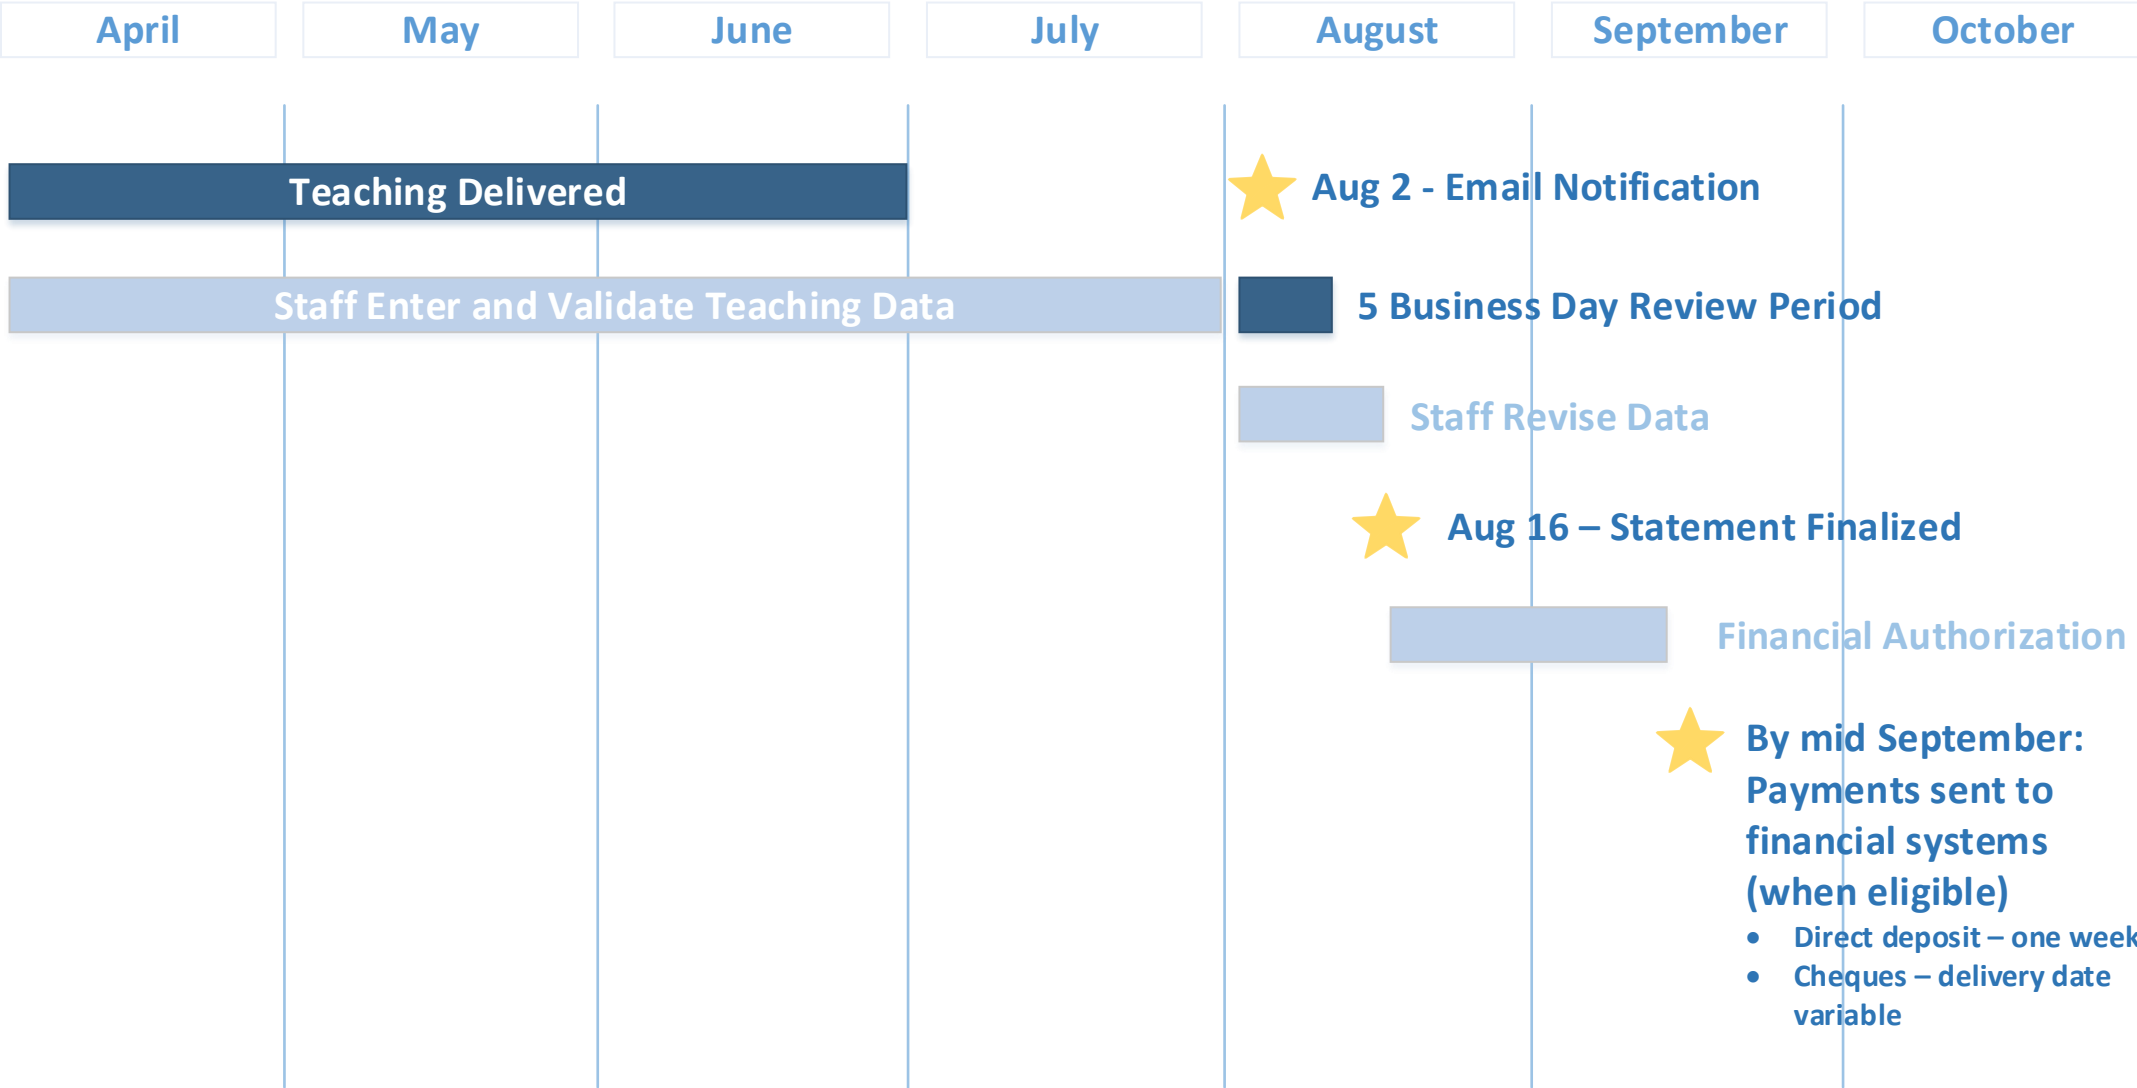 April
May
June
July
August
September
October
Teaching Delivered
Aug 2 - Email Notification
Staff Enter and Validate Teaching Data
5 Business Day Review Period
Staff Revise Data
Aug 16 – Statement Finalized
Financial Authorization
By mid September:
Payments sent to
financial systems
(when eligible)
• Direct deposit – one week
• Cheques – delivery date
variable